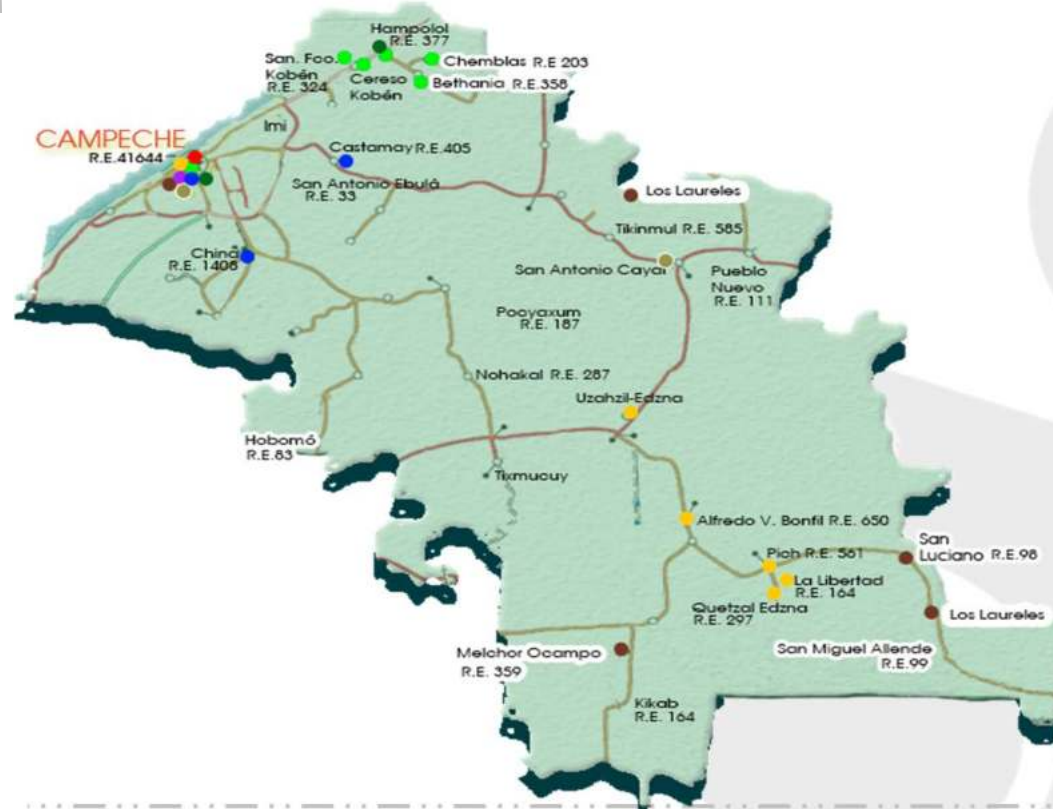 Hampolol
R.E. 377
San. Fco.
Kobén
R.E. 324
Cereso
Kobén
Chemblas R.E 203
Bethania R.E.358
Imi
CAMPECHE
R.E.41644
Castamay R.E.405
San Antonio Ebulá
R.E. 33
Los Laureles
Tikinmul R.E. 585
China
R.E. 1408
San Antonio Cayal
Pueblo
Nuevo
R.E. 111
Pocyaxum
R.E. 187
Nohakal R.E. 287
Uzahzil-Edzna
Hobomó
R.E.83
Tixmucuy
Alfredo V. Bonfil R.E. 650
San
Luciano R.E.98
Pich R.E. 561
La Libertad
R.E. 164
Quetzal Edzna
R.E. 297
Los Laureles
Melchor Ocampo
R.E. 359
San Miguel Allende
R.E.99
Kikab
R.E. 164